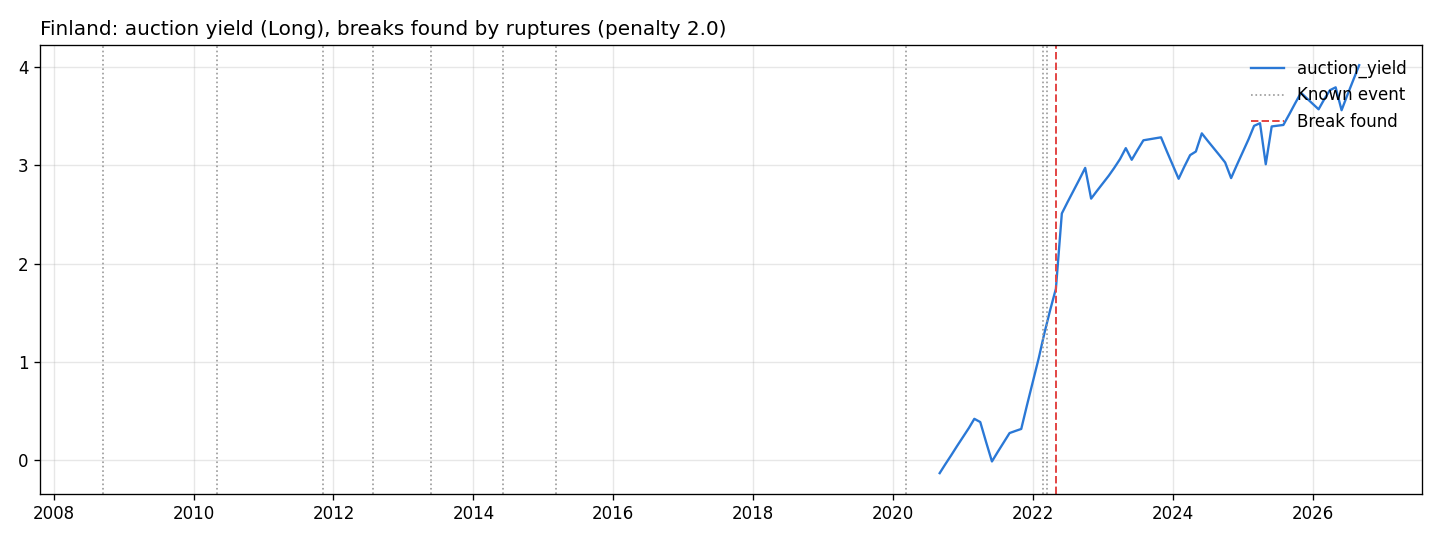 Finland: auction yield (Long), breaks found by ruptures (penalty 2.0)
4
3
2
1
0
auction_yield
Known event
Break found
2008 2010 2012 2014 2016 2018 2020 2022 2024 2026